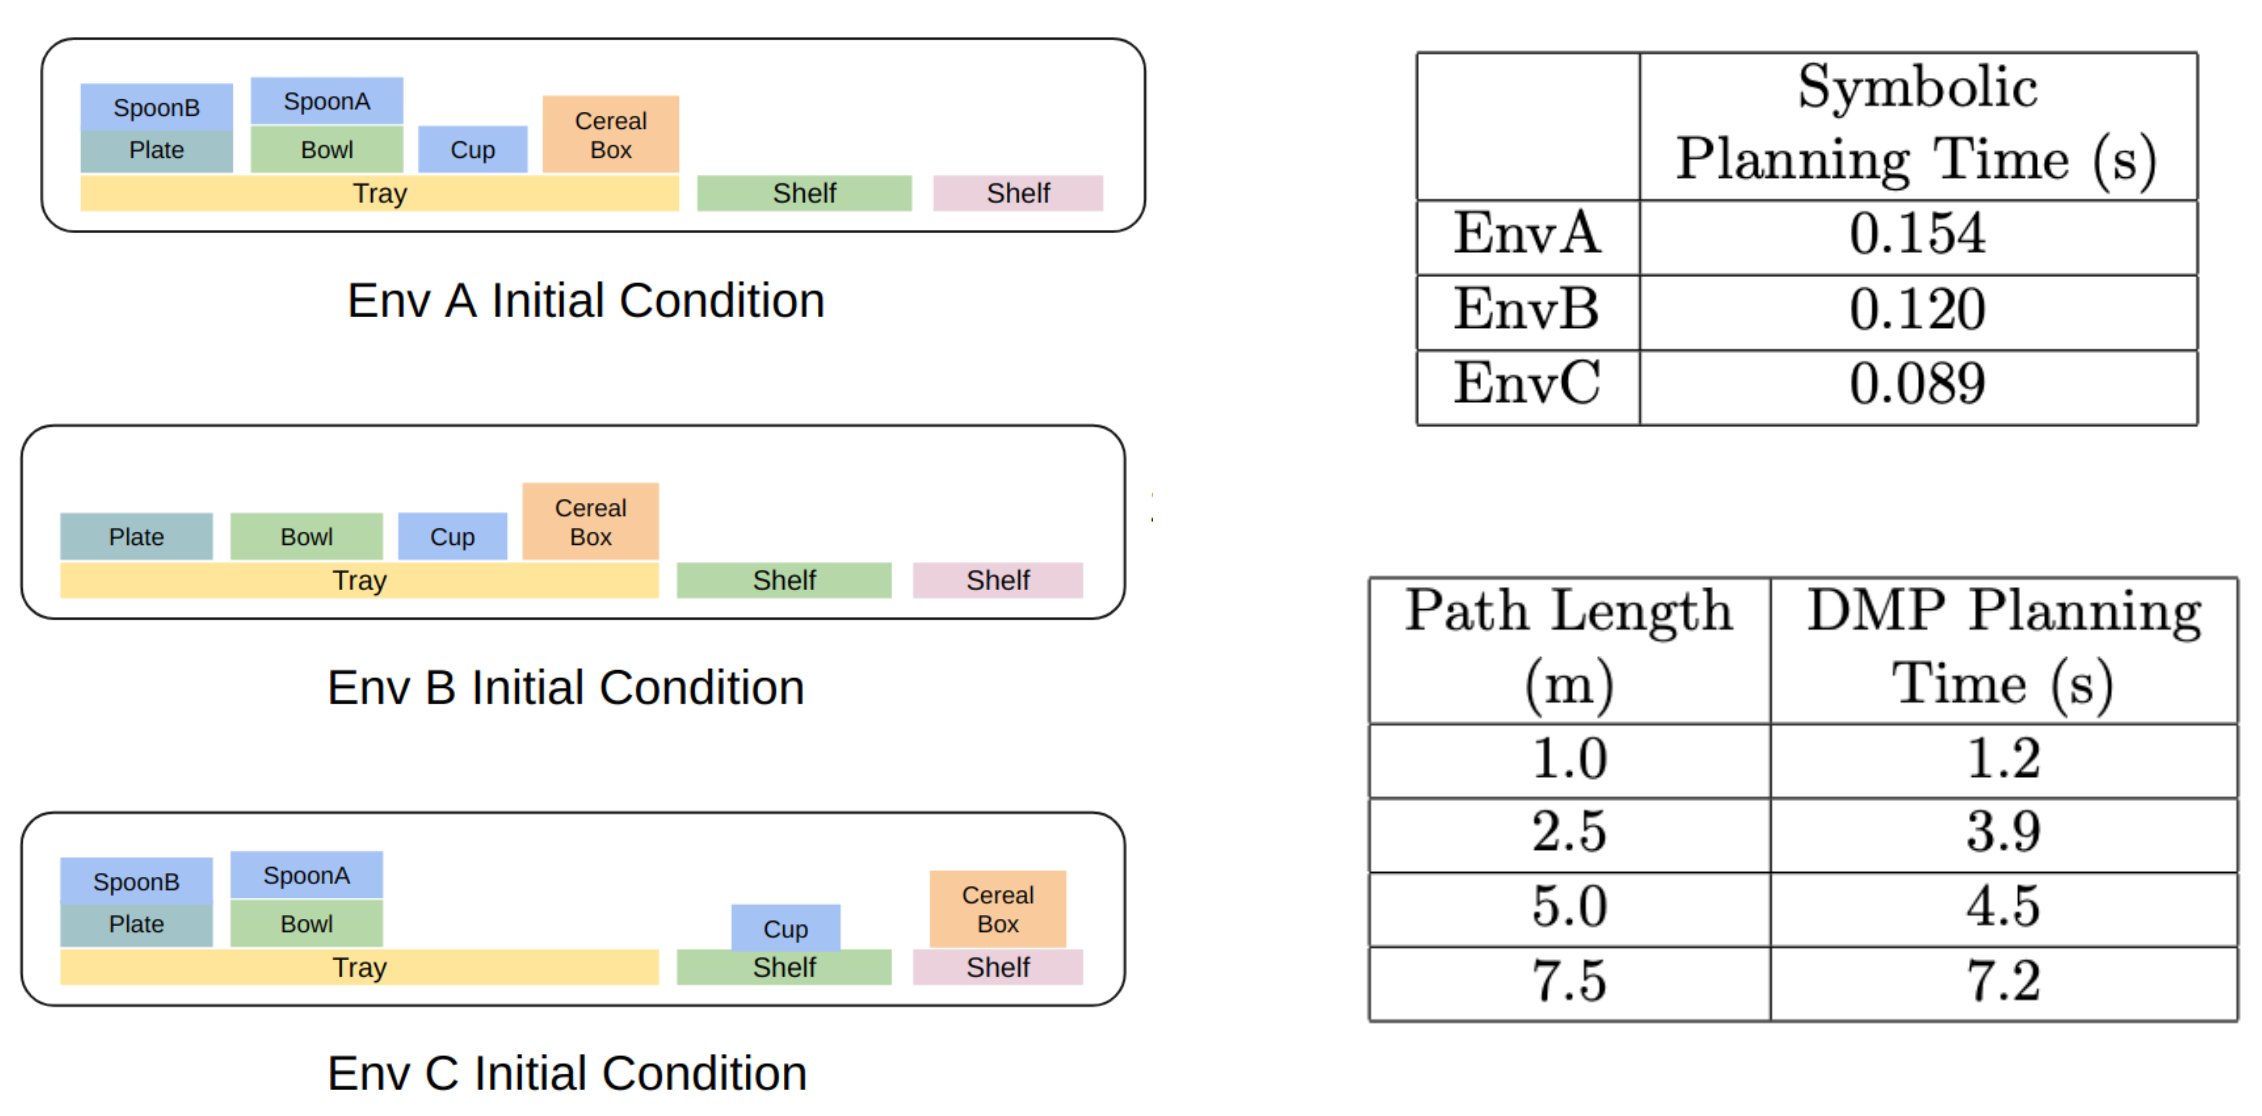 SpoonB
Plate
SpoonA
Bowl
Cup
Cereal
Box
Tray
Shelf
Shelf
Env A Initial Condition
Plate
Bowl
Cup
Cereal
Box
Tray
Shelf
Shelf
Env B Initial Condition
SpoonB
Plate
SpoonA
Bowl
Cup
Cereal
Box
Tray
Shelf
Shelf
Env C Initial Condition
Symbolic
Planning Time (s)
EnvA 0.154
EnvB 0.120
EnvC 0.089
Path Length
(m)
DMP Planning
Time (s)
1.0 1.2
2.5 3.9
5.0 4.5
7.5 7.2